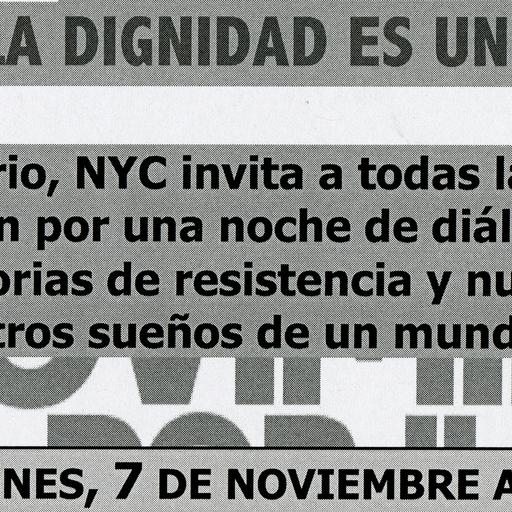 LA DIGNIDAD ES UN
rio, NYC invita a todas la
n por una noche de diál
orias de resistencia y nu
tros sueños de un mund
NES, 7 DE NOVIEMBRE A